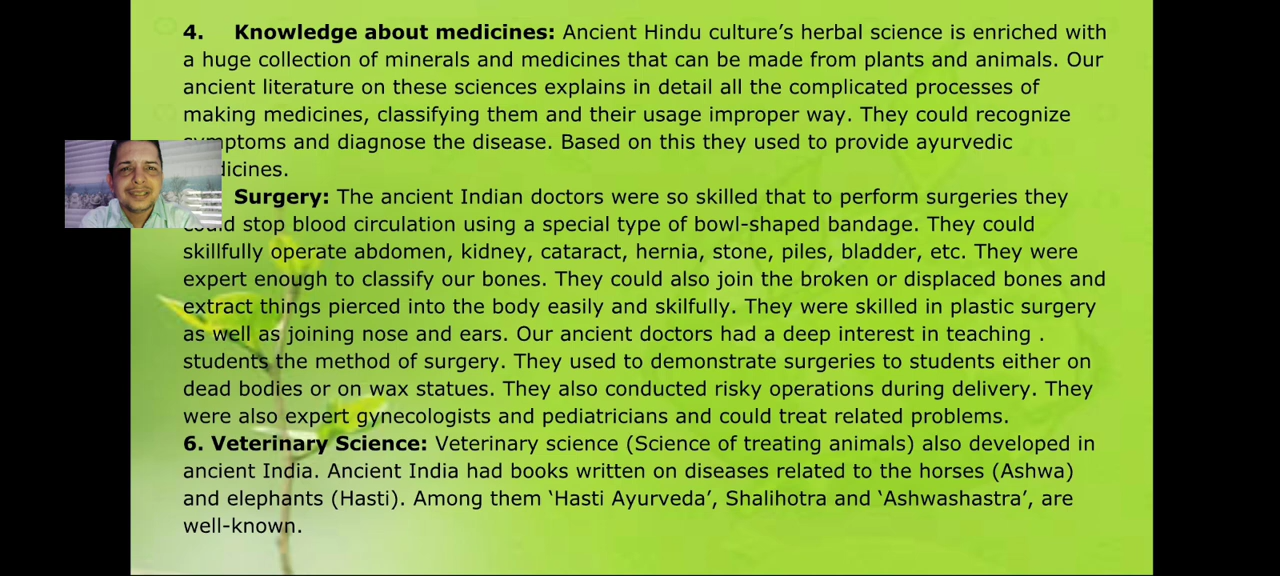 4. Knowledge about medicines: Ancient Hindu culture’s herbal science is enriched with
a huge collection of minerals and medicines that can be made from plants and animals. Our
ancient literature on these sciences explains in detail all the complicated processes of
making medicines, classifying them and their usage improper way. They could recognize
symptoms and diagnose the disease. Based on this they used to provide ayurvedic
medicines.
Surgery: The ancient Indian doctors were so skilled that to perform surgeries they
could stop blood circulation using a special type of bowl-shaped bandage. They could
skillfully operate abdomen, kidney, cataract, hernia, stone, piles, bladder, etc. They were
expert enough to classify our bones. They could also join the broken or displaced bones and
extract things pierced into the body easily and skilfully. They were skilled in plastic surgery
as well as joining nose and ears. Our ancient doctors had a deep interest in teaching .
students the method of surgery. They used to demonstrate surgeries to students either on
dead bodies or on wax statues. They also conducted risky operations during delivery. They
were also expert gynecologists and pediatricians and could treat related problems.
6. Veterinary Science: Veterinary science (Science of treating animals) also developed in
ancient India. Ancient India had books written on diseases related to the horses (Ashwa)
and elephants (Hasti). Among them ‘Hasti Ayurveda’, Shalihotra and ‘Ashwashastra’, are
well-known.